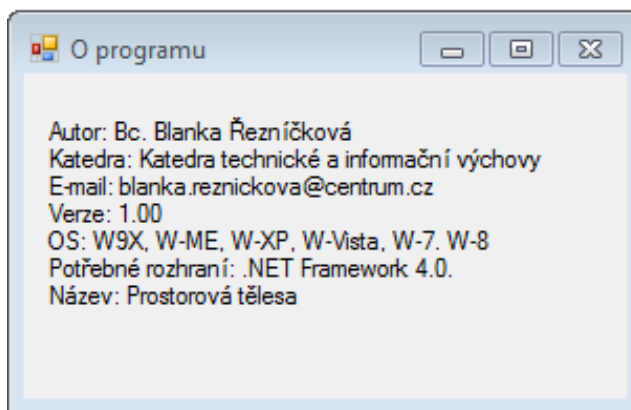 O programu
Autor: Bc. Blanka Řezníčková
Katedra: Katedra technické a informační výchovy
E-mail: blanka.reznickova@centrum.cz
Verze: 1.00
OS: W9X, W-ME, W-XP, W-Vista, W-7. W-8
Potřebné rozhraní: .NET Framework 4.0.
Název: Prostorová tělesa